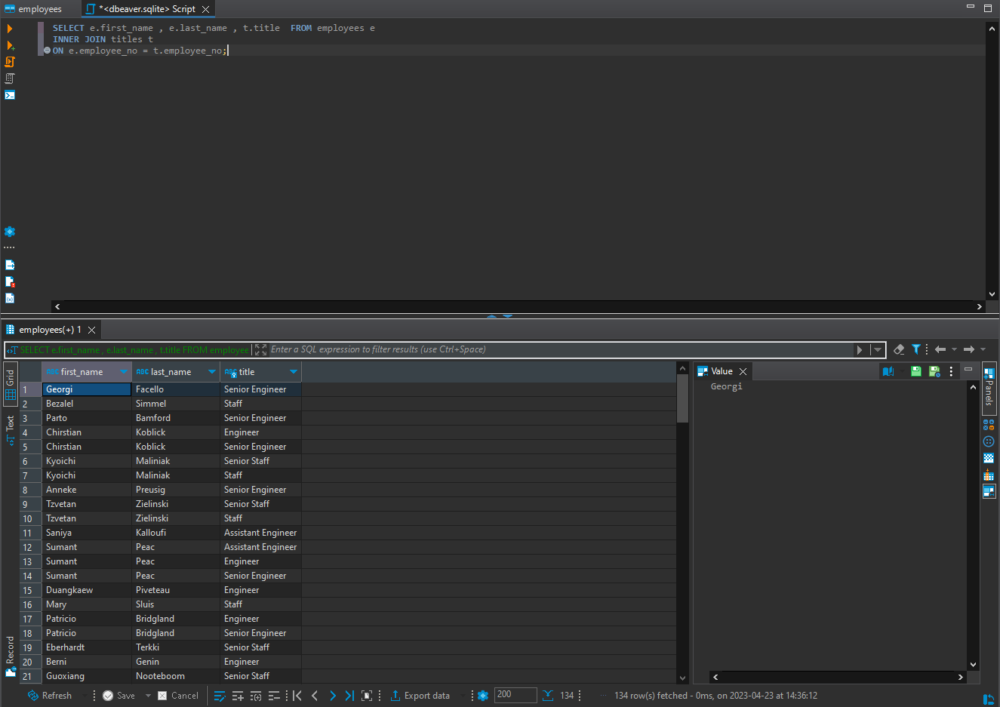 employees
*<dbeaver.sqlite> Script
SELECT e.first_name , e.last_name , t.title  FROM employees e
INNER JOIN titles t
ON e.employee_no = t.employee_no;
employees(+) 1
SELECT e.first_name , e.last_name , t.title FROM employee
Enter a SQL expression to filter results (use Ctrl+Space)
Grid
Text
Record
ABC first_name ABC last_name ABC title
1 Georgi Facello Senior Engineer
2 Bezalel Simmel Staff
3 Parto Bamford Senior Engineer
4 Chirstian Koblick Engineer
5 Chirstian Koblick Senior Engineer
6 Kyoichi Maliniak Senior Staff
7 Kyoichi Maliniak Staff
8 Anneke Preusig Senior Engineer
9 Tzvetan Zielinski Senior Staff
10 Tzvetan Zielinski Staff
11 Saniya Kalloufi Assistant Engineer
12 Sumant Peac Assistant Engineer
13 Sumant Peac Engineer
14 Sumant Peac Senior Engineer
15 Duangkaew Piveteau Engineer
16 Mary Sluis Staff
17 Patricio Bridgland Engineer
18 Patricio Bridgland Senior Engineer
19 Eberhardt Terkki Senior Staff
20 Berni Genin Engineer
21 Guoxiang Nooteboom Senior Staff
Value
Georgi
Panels
Refresh Save Cancel Export data 200 134 134 row(s) fetched - 0ms, on 2023-04-23 at 14:36:12